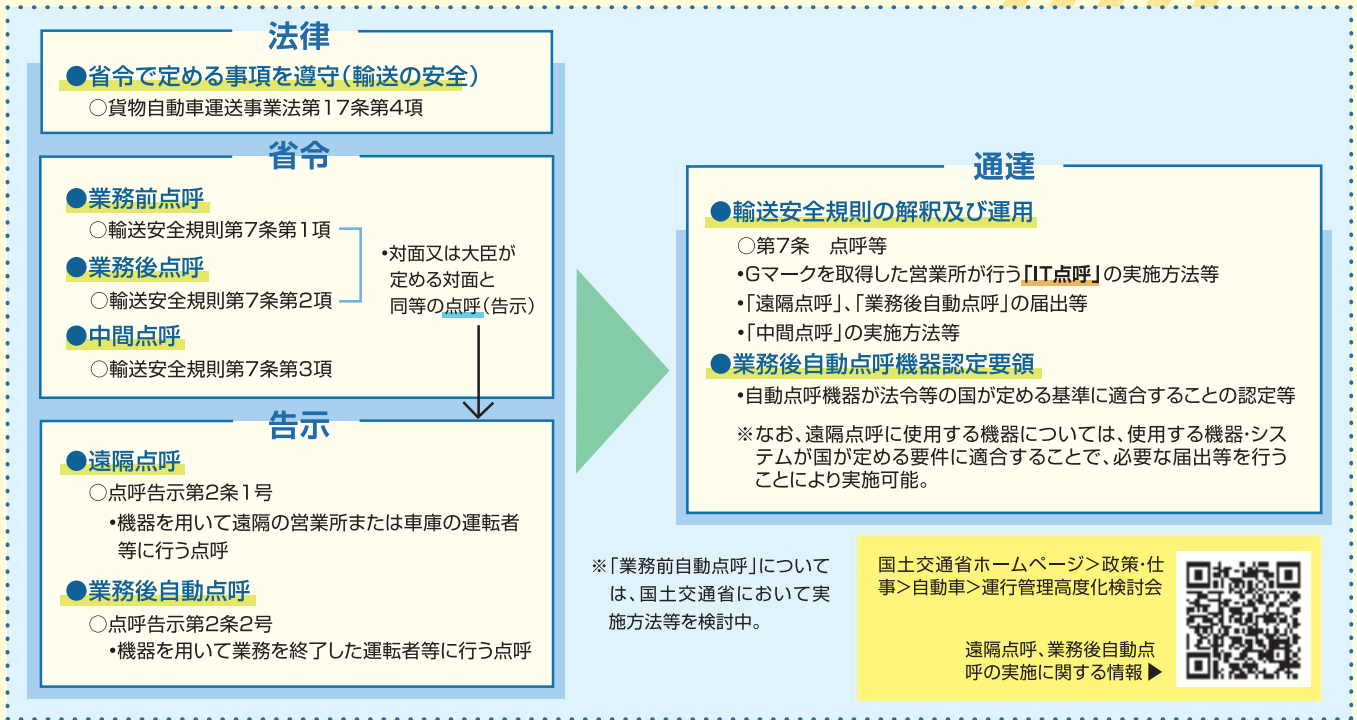 法律
●省令で定める事項を遵守(輸送の安全)
○貨物自動車運送事業法第17条第4項
省令
●業務前点呼
○輸送安全規則第7条第1項
●業務後点呼
○輸送安全規則第7条第2項
●中間点呼
○輸送安全規則第7条第3項
•対面又は大臣が
定める対面と
同等の点呼(告示)
告示
●遠隔点呼
○点呼告示第2条1号
•機器を用いて遠隔の営業所または車庫の運転者
等に行う点呼
●業務後自動点呼
○点呼告示第2条2号
•機器を用いて業務を終了した運転者等に行う点呼
通達
●輸送安全規則の解釈及び運用
○第7条 点呼等
•Gマークを取得した営業所が行う「IT点呼」の実施方法等
•「遠隔点呼」、「業務後自動点呼」の届出等
•「中間点呼」の実施方法等
●業務後自動点呼機器認定要領
•自動点呼機器が法令等の国が定める基準に適合することの認定等
※なお、遠隔点呼に使用する機器については、使用する機器・シス
テムが国が定める要件に適合することで、必要な届出等を行う
ことにより実施可能。
※「業務前自動点呼」について
は、国土交通省において実
施方法等を検討中。
国土交通省ホームページ>政策・仕
事>自動車>運行管理高度化検討会
遠隔点呼、業務後自動点
呼の実施に関する情報▶